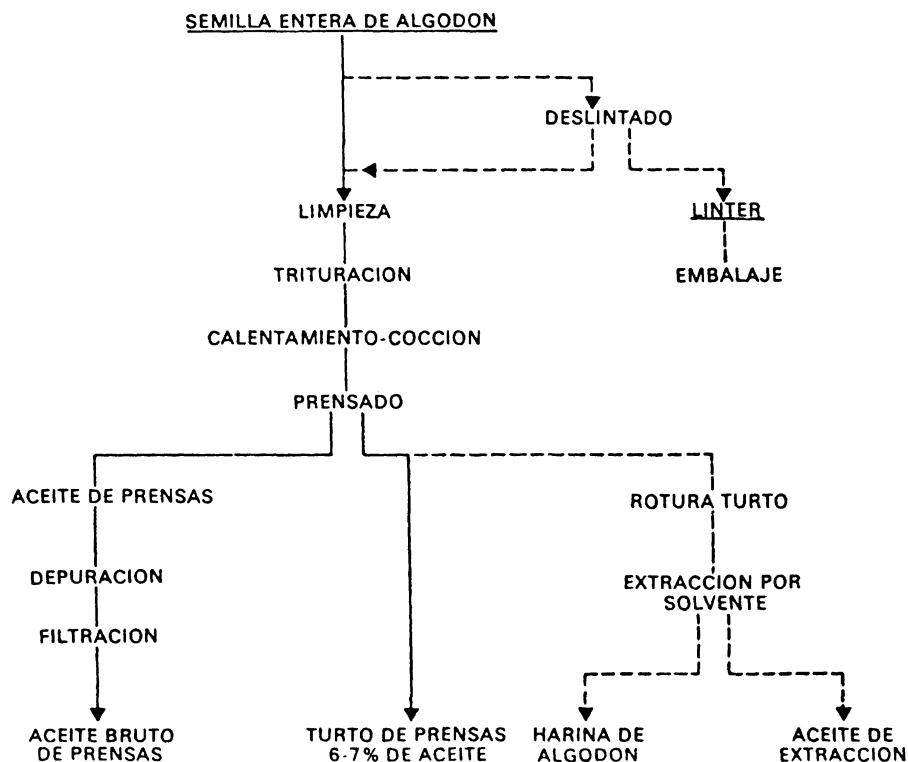 SEMILLA ENTERA DE ALGODON
DESLINTADO
LIMPIEZA
LINTER
TRITURACION
EMBALAJE
CALENTAMIENTO-COCCION
PRENSADO
ACEITE DE PRENSAS
ROTURA TURTO
DEPURACION
EXTRACCION POR
SOLVENTE
FILTRACION
ACEITE BRUTO
DE PRENSAS
TURTO DE PRENSAS
6-7% DE ACEITE
HARINA DE
ALGODON
ACEITE DE
EXTRACCION